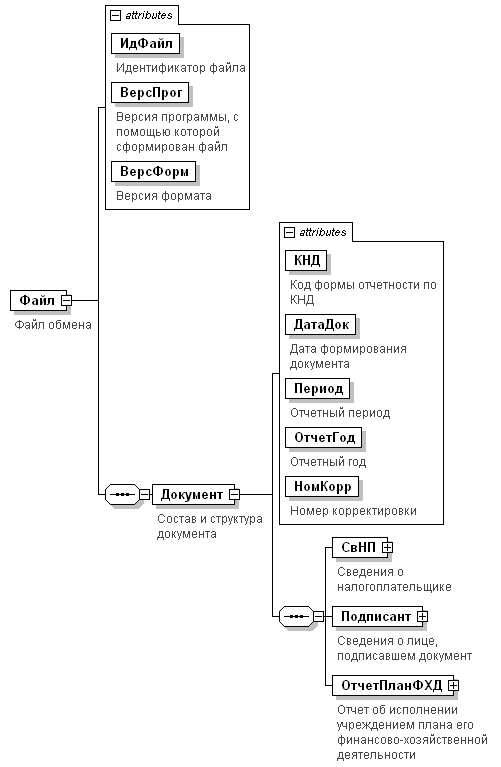 attributes
ИдФайл
Идентификатор файла
ВерсПрог
Версия программы, с
помощью которой
сформирован файл
ВерсФорм
Версия формата
Файл
Файл обмена
Документ
Состав и структура
документа
attributes
КНД
Код формы отчетности по
КНД
ДатаДок
Дата формирования
документа
Период
Отчетный период
ОтчетГод
Отчетный год
НомКорр
Номер корректировки
СвНП
Сведения о
налогоплательщике
Подписант
Сведения о лице,
подписавшем документ
ОтчетПланФХД
Отчет об исполнении
учреждением плана его
финансово-хозяйственной
деятельности